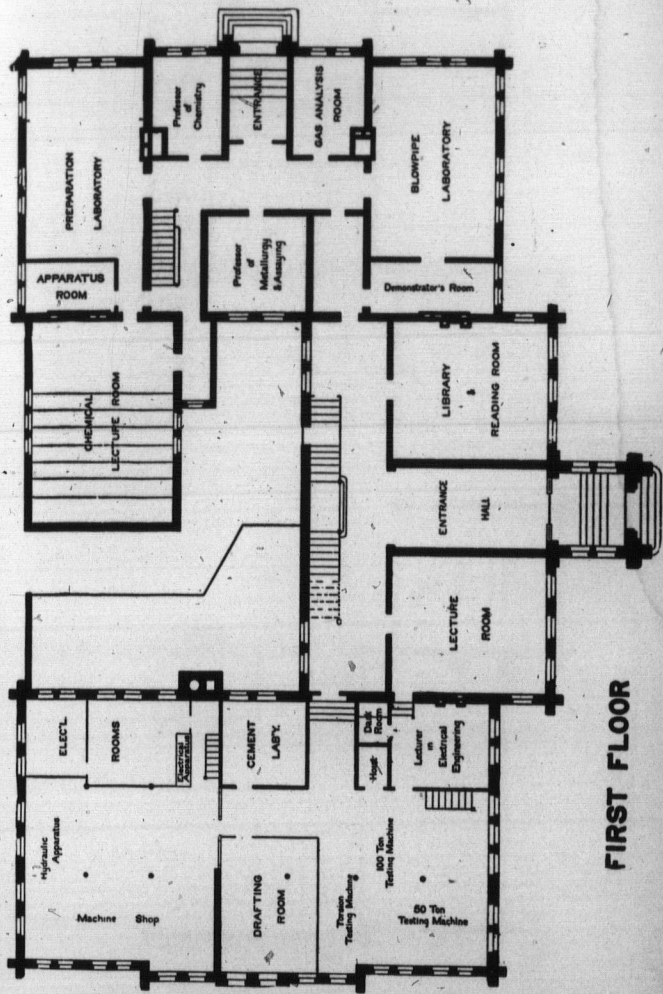 Professor
of
Chemistry
ENTRANCE
GAS ANALYSIS
ROOM
PREPARATION
LABORATORY
BLOWPIPE
LABORATORY
APPARATUS
ROOM
Professor
of
Metallurgy
& Assaying
Demonstrator's Room
CHEMICAL
LECTURE ROOM
LIBRARY
&
READING ROOM
ENTRANCE
HALL
LECTURE
ROOM
ELECT'L
ROOMS
Electrical
Apparatus
CEMENT
LAB'Y.
Dark
Room
Hoist
Lecturer
in
Electrical
Engineering
Hydraulic
Apparatus
Machine Shop
DRAFTING
ROOM
Torsion
Testing Machine
100 Ton
Testing Machine
50 Ton
Testing Machine
FIRST FLOOR